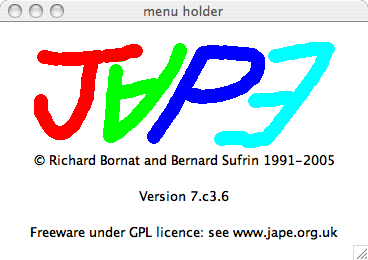 menu holder
J∀P∃
© Richard Bornat and Bernard Sufrin 1991-2005
Version 7.c3.6
Freeware under GPL licence: see www.jape.org.uk